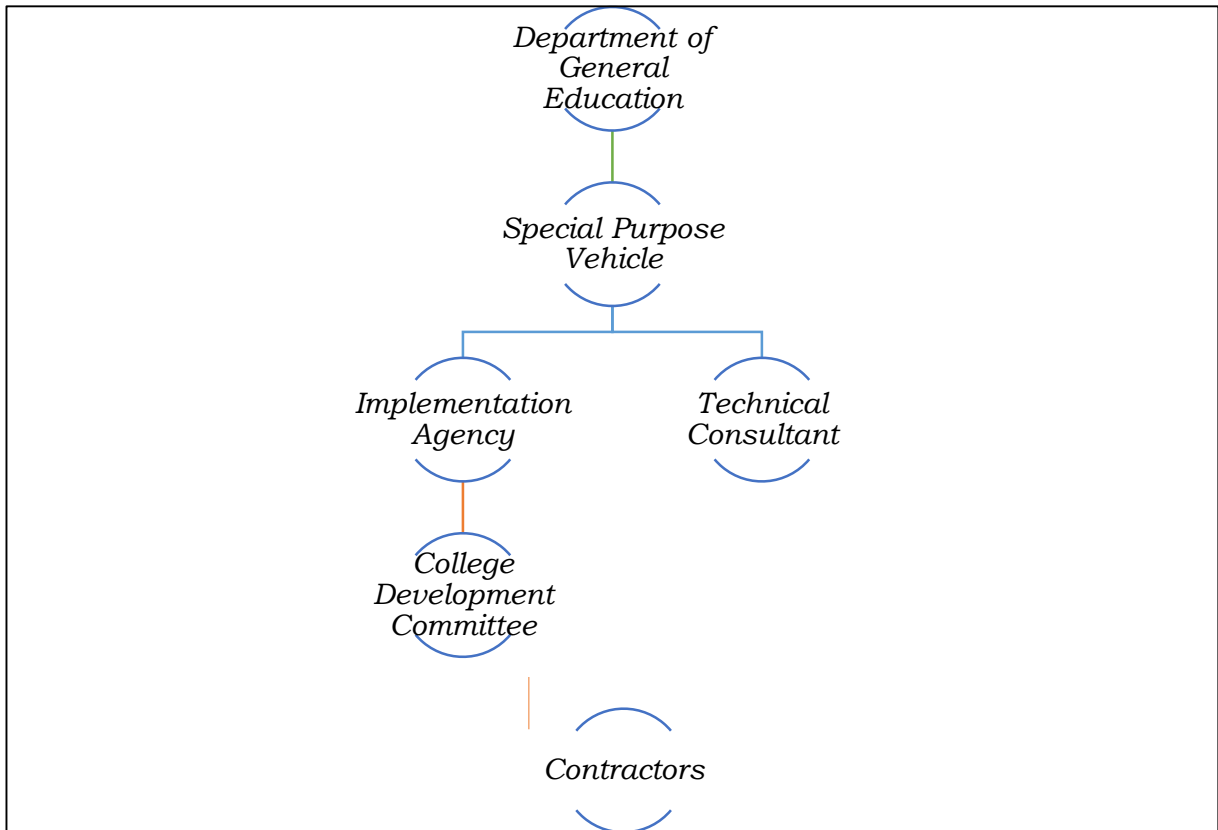 Department of
General
Education
Special Purpose
Vehicle
Implementation
Agency
Technical
Consultant
College
Development
Committee
Contractors